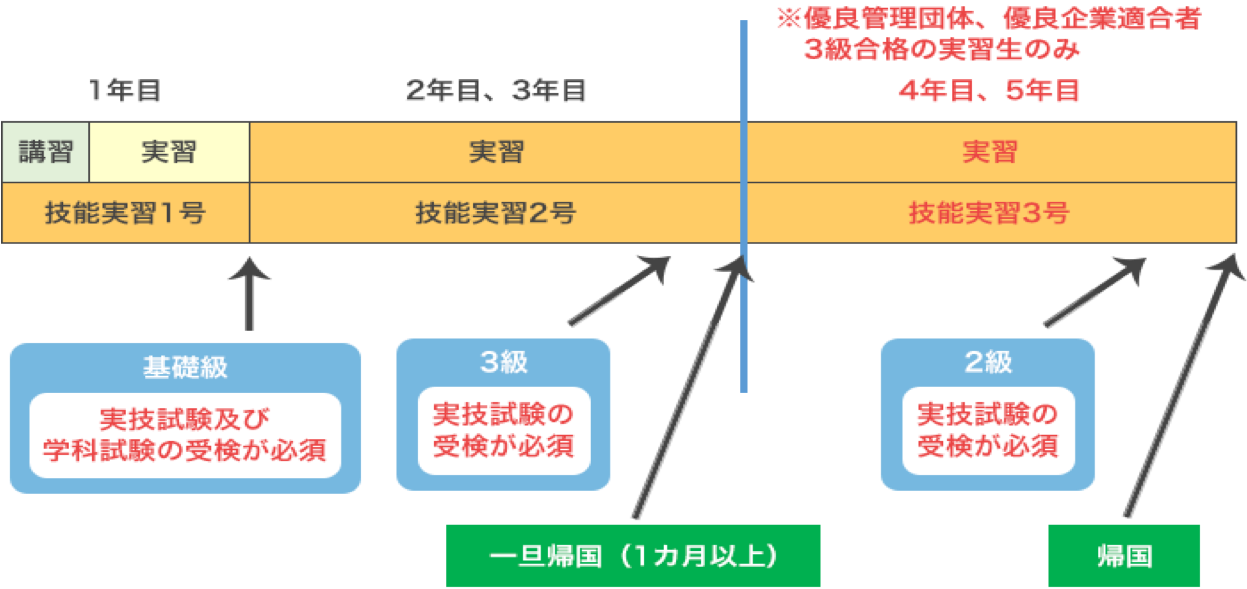 ※優良管理団体、優良企業適合者
3級合格の実習生のみ
1年目
2年目、3年目
4年目、5年目
講習
実習
実習
実習
技能実習1号
技能実習2号
技能実習3号
基礎級
実技試験及び
学科試験の受検が必須
3級
実技試験の
受検が必須
2級
実技試験の
受検が必須
一旦帰国（1カ月以上）
帰国